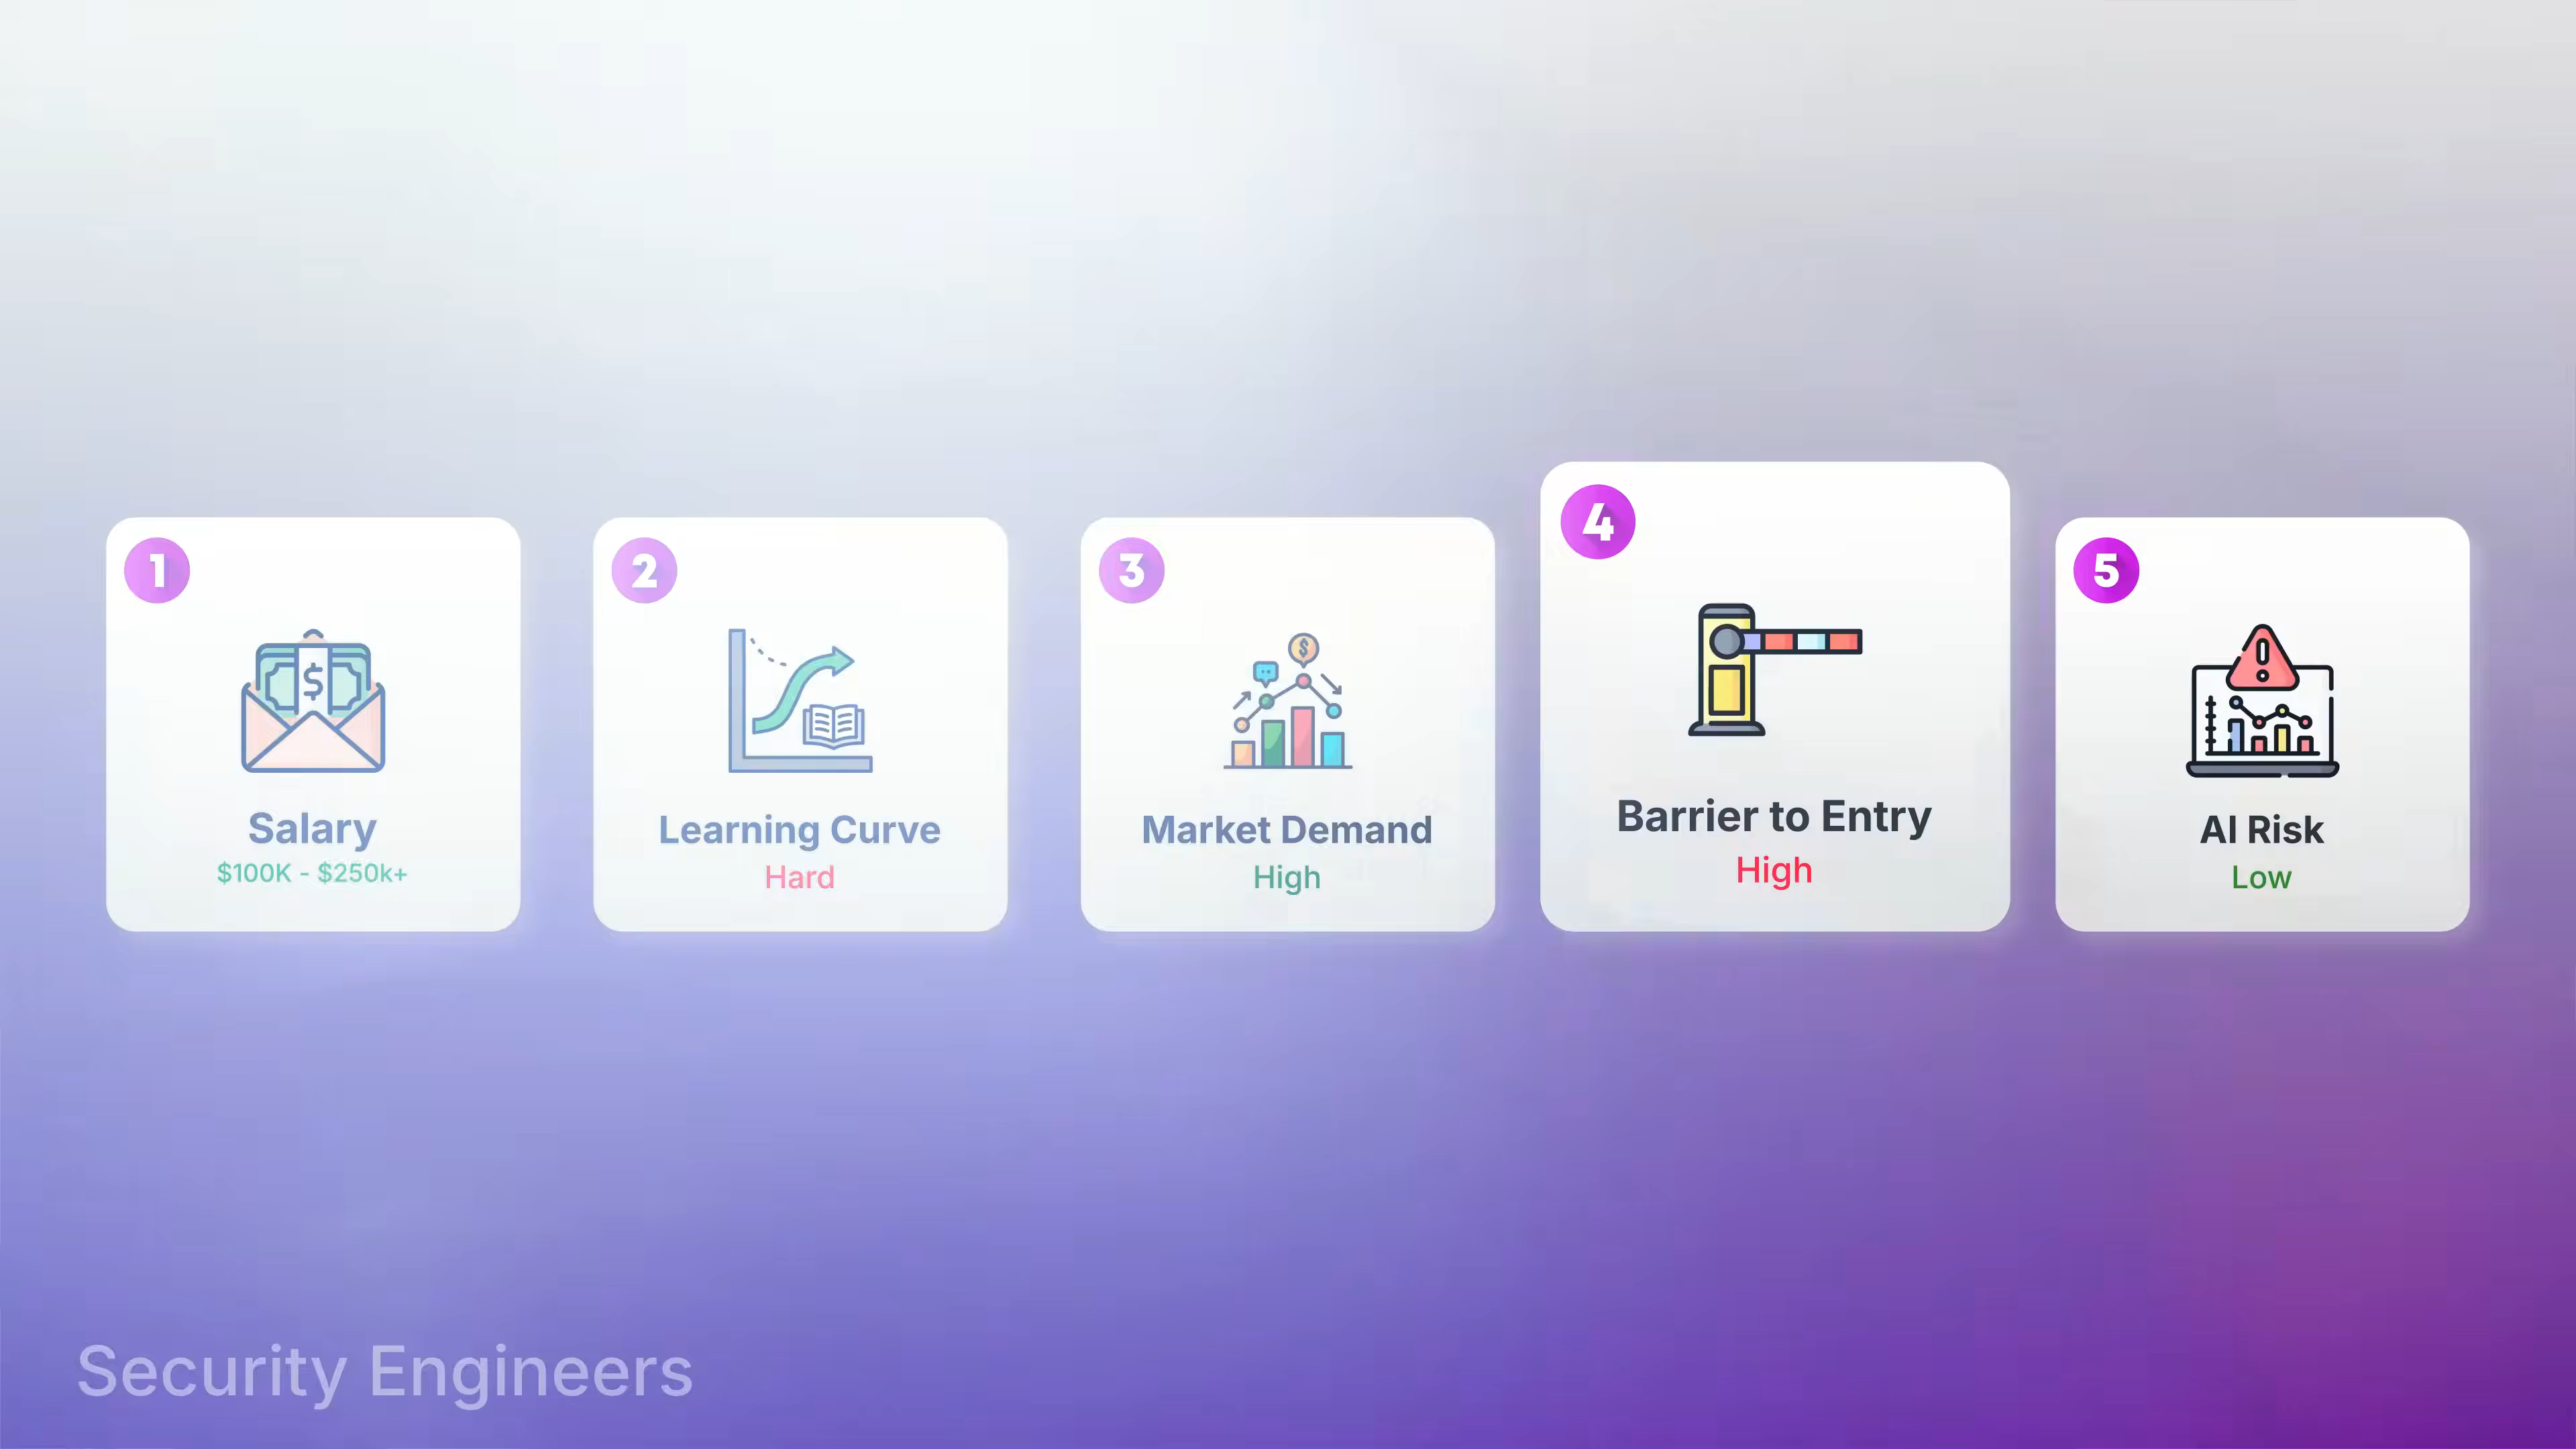 1
Salary
$100K - $250k+
2
Learning Curve
Hard
3
Market Demand
High
4
Barrier to Entry
High
5
AI Risk
Low
Security Engineers